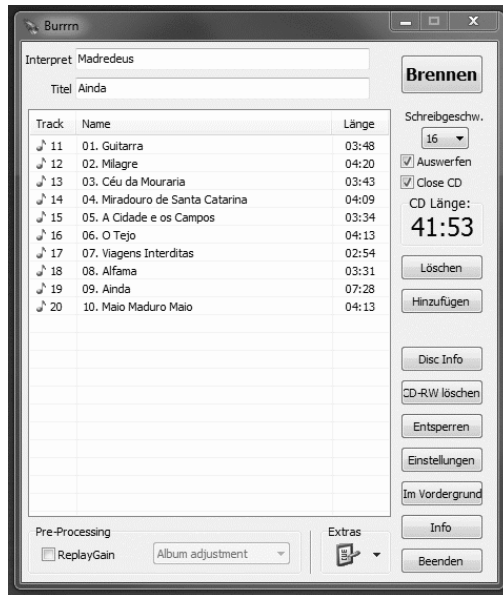 Burrrn
Interpret Madredeus
Titel Ainda
Brennen
Track Name Länge
11 01. Guitarra 03:48
12 02. Milagre 04:20
13 03. Céu da Mouraria 03:43
14 04. Miradouro de Santa Catarina 04:09
15 05. A Cidade e os Campos 03:34
16 06. O Tejo 04:13
17 07. Viagens Interditas 02:54
18 08. Alfama 03:31
19 09. Ainda 07:28
20 10. Maio Maduro Maio 04:13
Schreibgeschw.
16
Auswerfen
Close CD
CD Länge:
41:53
Löschen
Hinzufügen
Disc Info
CD-RW löschen
Entsperren
Einstellungen
Im Vordergrund
Info
Beenden
Pre-Processing
ReplayGain Album adjustment
Extras